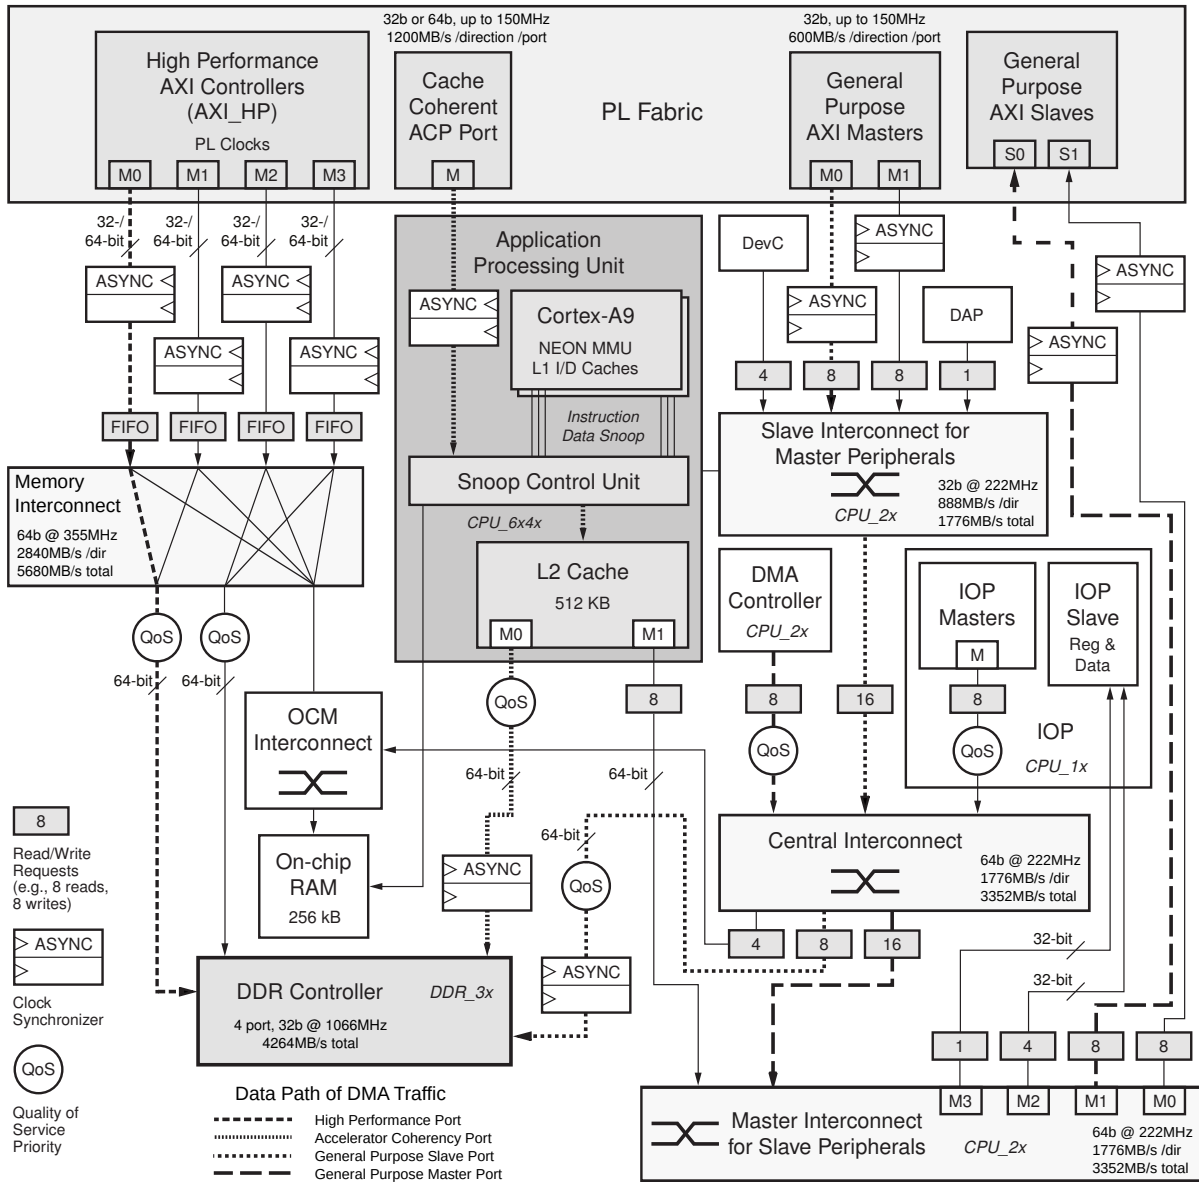 32b or 64b, up to 150MHz
1200MB/s /direction /port
32b, up to 150MHz
600MB/s /direction /port
High Performance
AXI Controllers
(AXI_HP)
PL Clocks
M0
M1
M2
M3
Cache
Coherent
ACP Port
M
PL Fabric
General
Purpose
AXI Masters
M0
M1
General
Purpose
AXI Slaves
S0
S1
32-/
64-bit
32-/
64-bit
32-/
64-bit
32-/
64-bit
ASYNC
ASYNC
ASYNC
ASYNC
FIFO
FIFO
FIFO
FIFO
Application
Processing Unit
ASYNC
Cortex-A9
NEON MMU
L1 I/D Caches
Instruction
Data Snoop
Snoop Control Unit
CPU_6x4x
L2 Cache
512 KB
M0
M1
DevC
ASYNC
ASYNC
DAP
ASYNC
ASYNC
4
8
8
1
Slave Interconnect for
Master Peripherals
CPU_2x
32b @ 222MHz
888MB/s /dir
1776MB/s total
Memory
Interconnect
64b @ 355MHz
2840MB/s /dir
5680MB/s total
QoS
QoS
64-bit
64-bit
DMA
Controller
CPU_2x
IOP
Masters
M
IOP
Slave
Reg &
Data
8
QoS
IOP
CPU_1x
QoS
8
8
16
QoS
OCM
Interconnect
64-bit
64-bit
On-chip
RAM
256 kB
ASYNC
64-bit
QoS
ASYNC
Central Interconnect
64b @ 222MHz
1776MB/s /dir
3352MB/s total
4
8
16
32-bit
32-bit
8
Read/Write
Requests
(e.g., 8 reads,
8 writes)
ASYNC
Clock
Synchronizer
QoS
Quality of
Service
Priority
DDR Controller
DDR_3x
4 port, 32b @ 1066MHz
4264MB/s total
1
4
8
8
M3
M2
M1
M0
Master Interconnect
for Slave Peripherals
CPU_2x
64b @ 222MHz
1776MB/s /dir
3352MB/s total
Data Path of DMA Traffic
High Performance Port
Accelerator Coherency Port
General Purpose Slave Port
General Purpose Master Port